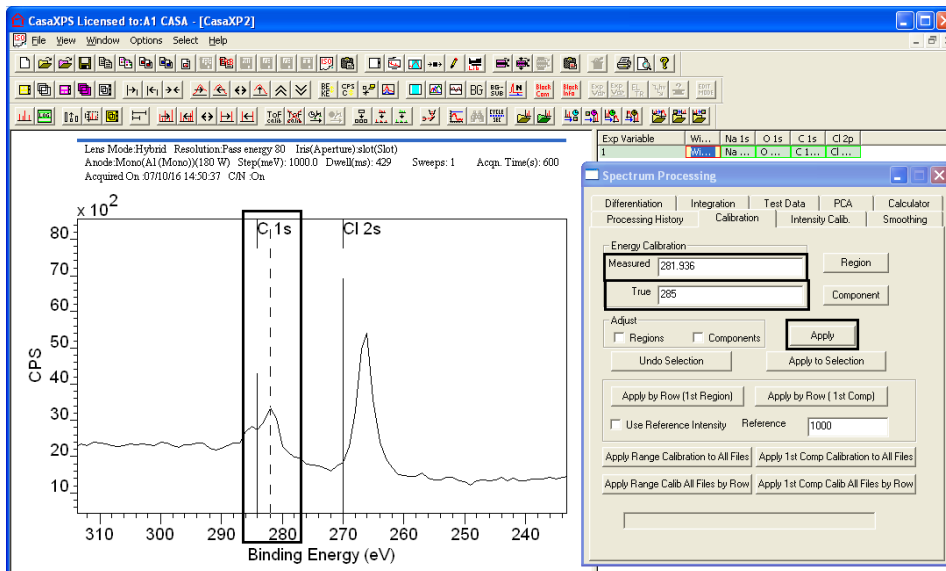 CasaXPS Licensed to:A1 CASA - [CasaXP2]
File View Window Options Select Help
Lens Mode:Hybrid Resolution:Pass energy 80 Iris(Aperture):slot(Slot)
Anode:Mono(Al (Mono))(180 W) Step(meV): 1000.0 Dwell(ms): 429 Sweeps: 1 Acqn. Time(s): 600
Acquired On :07/10/16 14:50:37 C/N :On
x 10²
C 1s
Cl 2s
80
70
60
50
40
30
20
10
CPS
310 300 290 280 270 260 250 240
Binding Energy (eV)
Exp Variable Wi... Na 1s O 1s C 1s Cl 2p
1 Wi... Na ... O ... C 1... Cl ...
Spectrum Processing
Differentiation Integration Test Data PCA Calculator
Processing History Calibration Intensity Calib. Smoothing
Energy Calibration
Measured 281.936 Region
True 285 Component
Adjust
Regions Components Apply
Undo Selection Apply to Selection
Apply by Row (1st Region) Apply by Row ( 1st Comp)
Use Reference Intensity Reference 1000
Apply Range Calibration to All Files Apply 1st Comp Calibration to All Files
Apply Range Calib All Files by Row Apply 1st Comp Calib All Files by Row